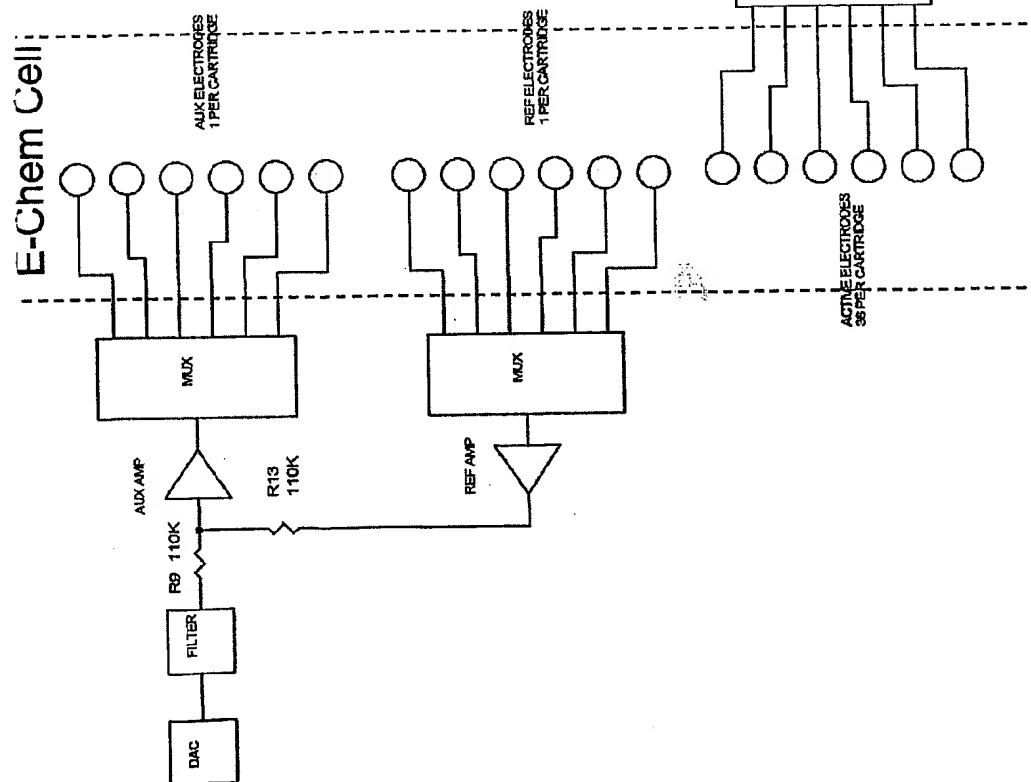 E-Chem Cell
AUX ELECTRODES
1 PER CARTRIDGE
REF ELECTRODES
1 PER CARTRIDGE
ACTIVE ELECTRODES
36 PER CARTRIDGE
MUX
MUX
AUX AMP
R13
110K
REF AMP
R9 110K
FILTER
DAC